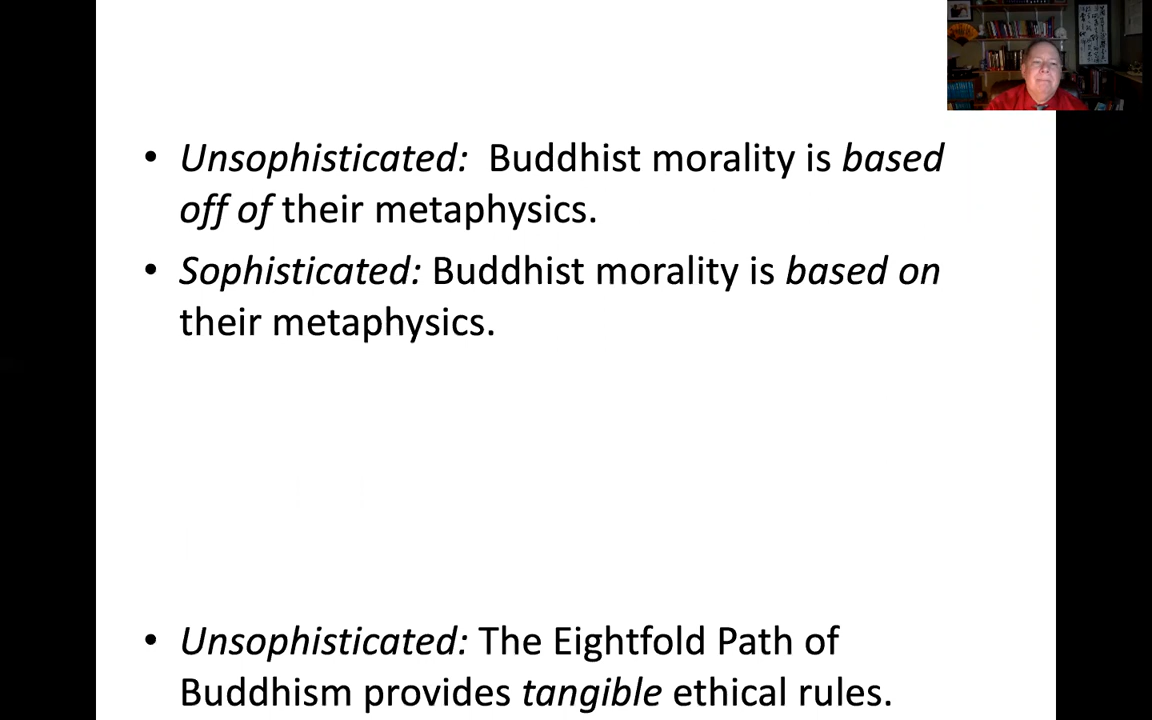 • Unsophisticated: Buddhist morality is based
off of their metaphysics.
• Sophisticated: Buddhist morality is based on
their metaphysics.
• Unsophisticated: The Eightfold Path of
Buddhism provides tangible ethical rules.